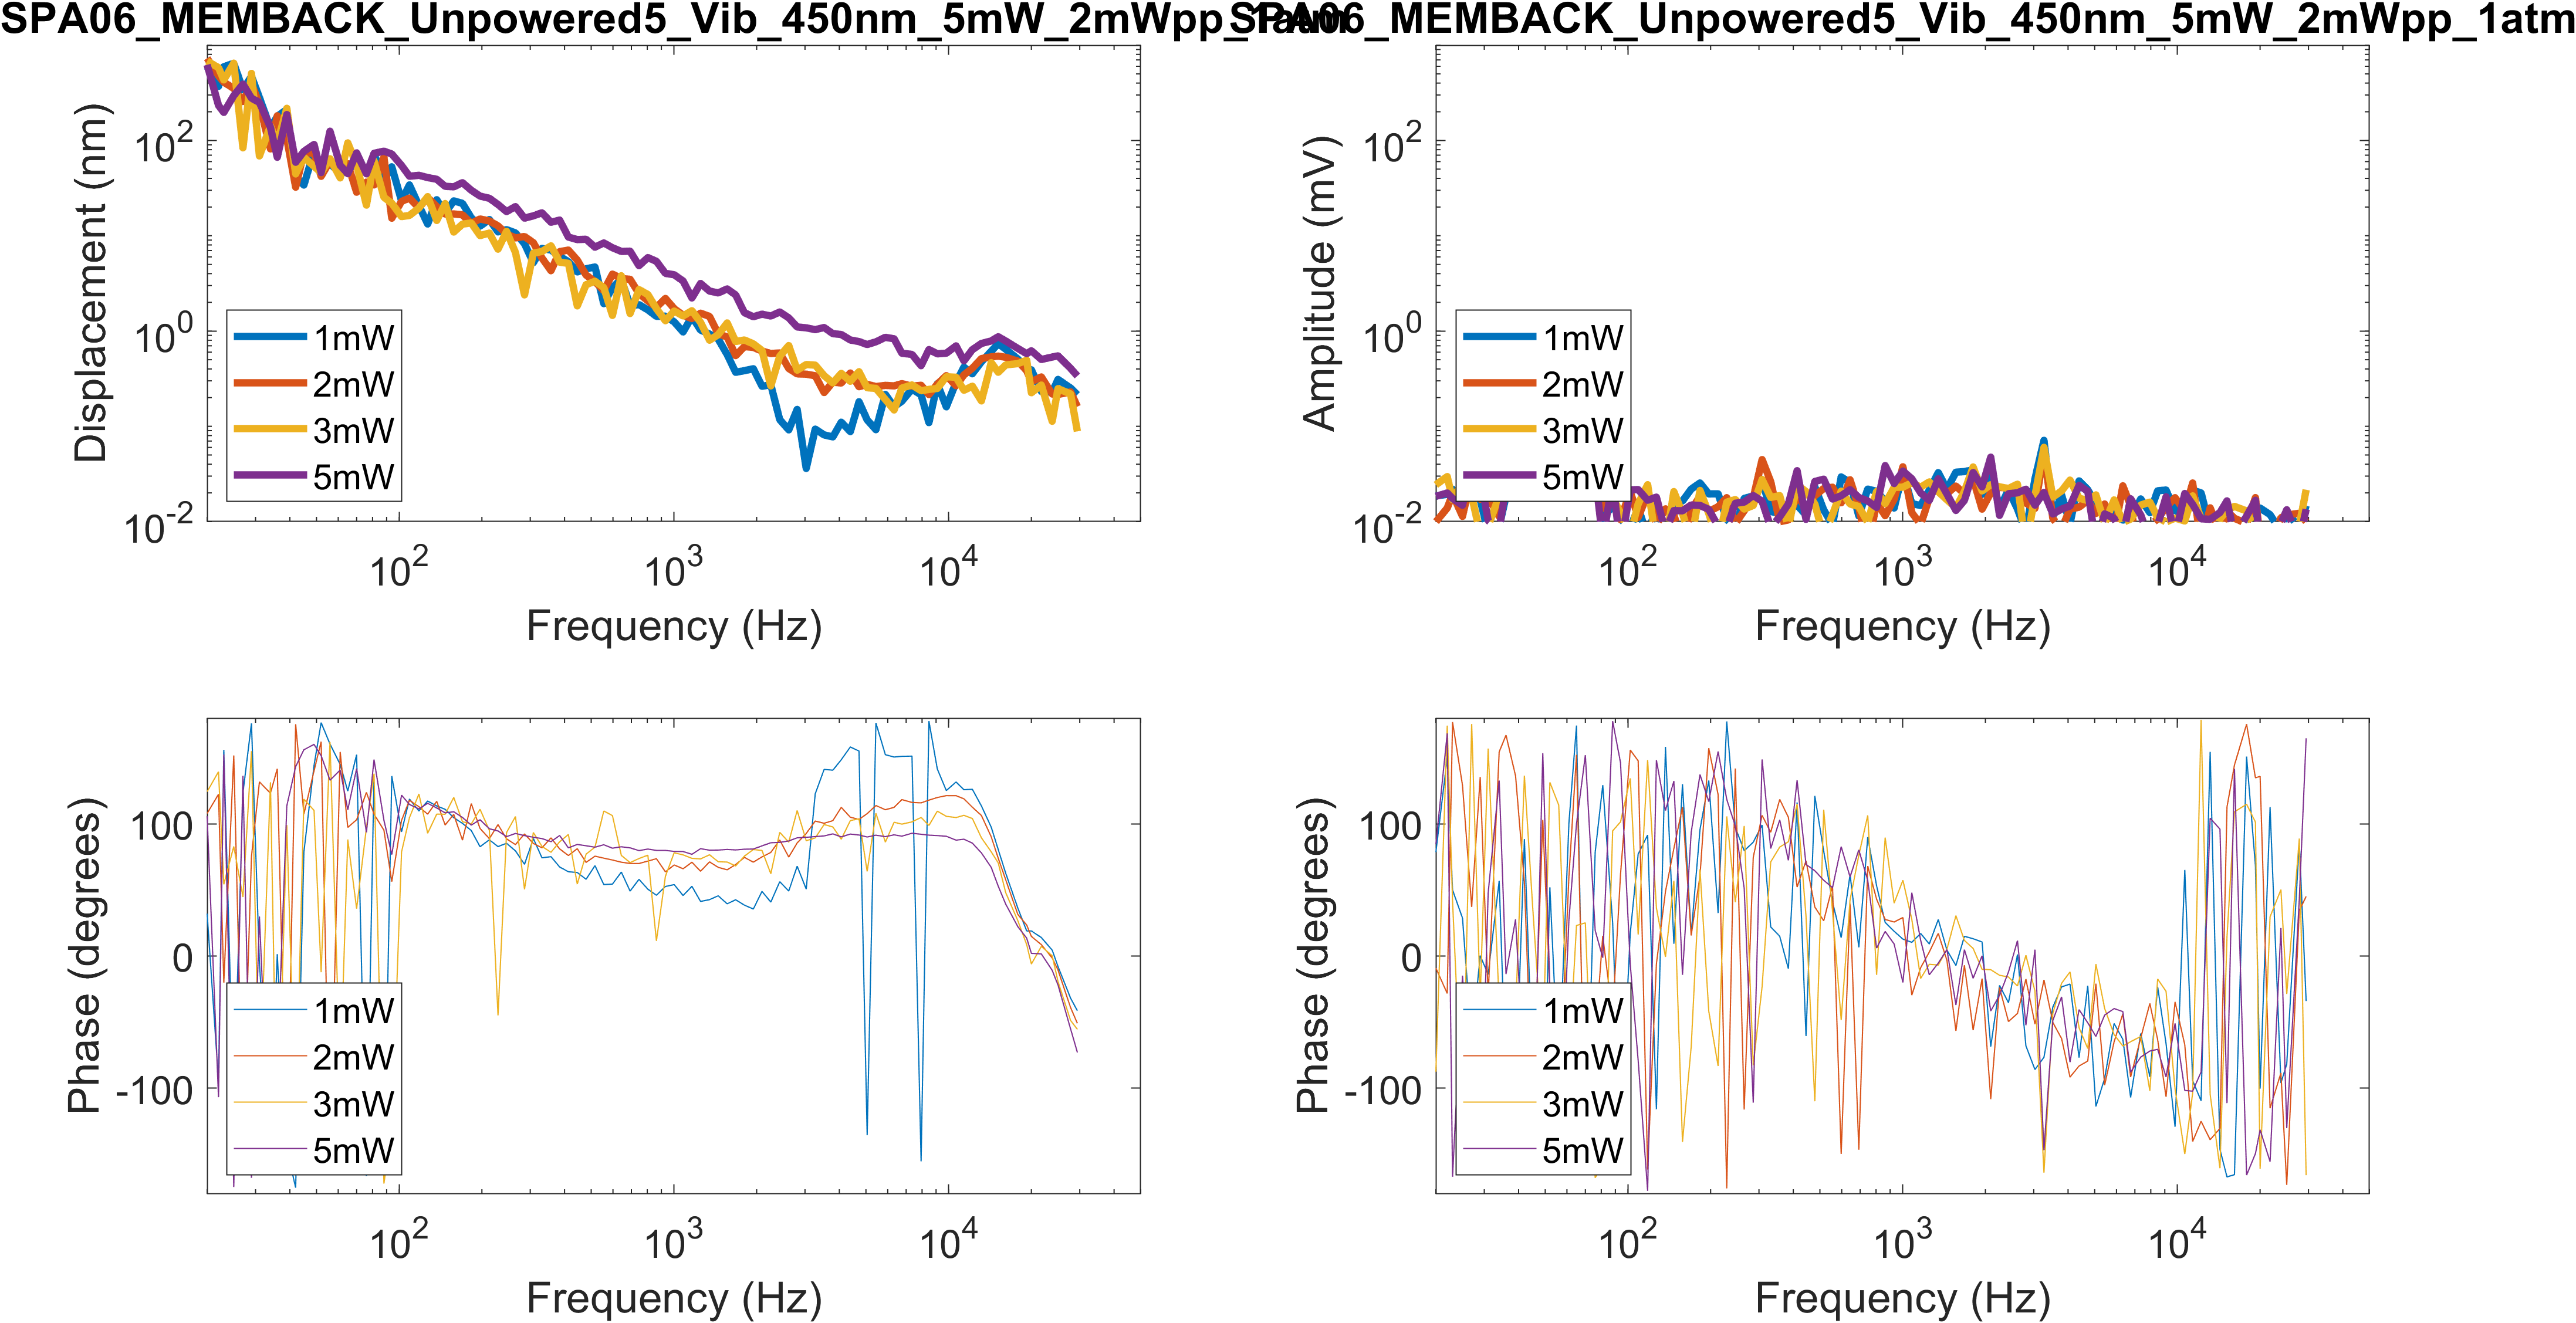 SPA06_MEMBACK_Unpowered5_Vib_450nm_5mW_2mWpp_1atm
SPA06_MEMBACK_Unpowered5_Vib_450nm_5mW_2mWpp_1atm
Displacement (nm)
10^2
10^0
10^-2
1mW
2mW
3mW
5mW
10^2 10^3 10^4
Frequency (Hz)
Amplitude (mV)
10^2
10^0
10^-2
1mW
2mW
3mW
5mW
10^2 10^3 10^4
Frequency (Hz)
Phase (degrees)
100
0
-100
1mW
2mW
3mW
5mW
10^2 10^3 10^4
Frequency (Hz)
Phase (degrees)
100
0
-100
1mW
2mW
3mW
5mW
10^2 10^3 10^4
Frequency (Hz)